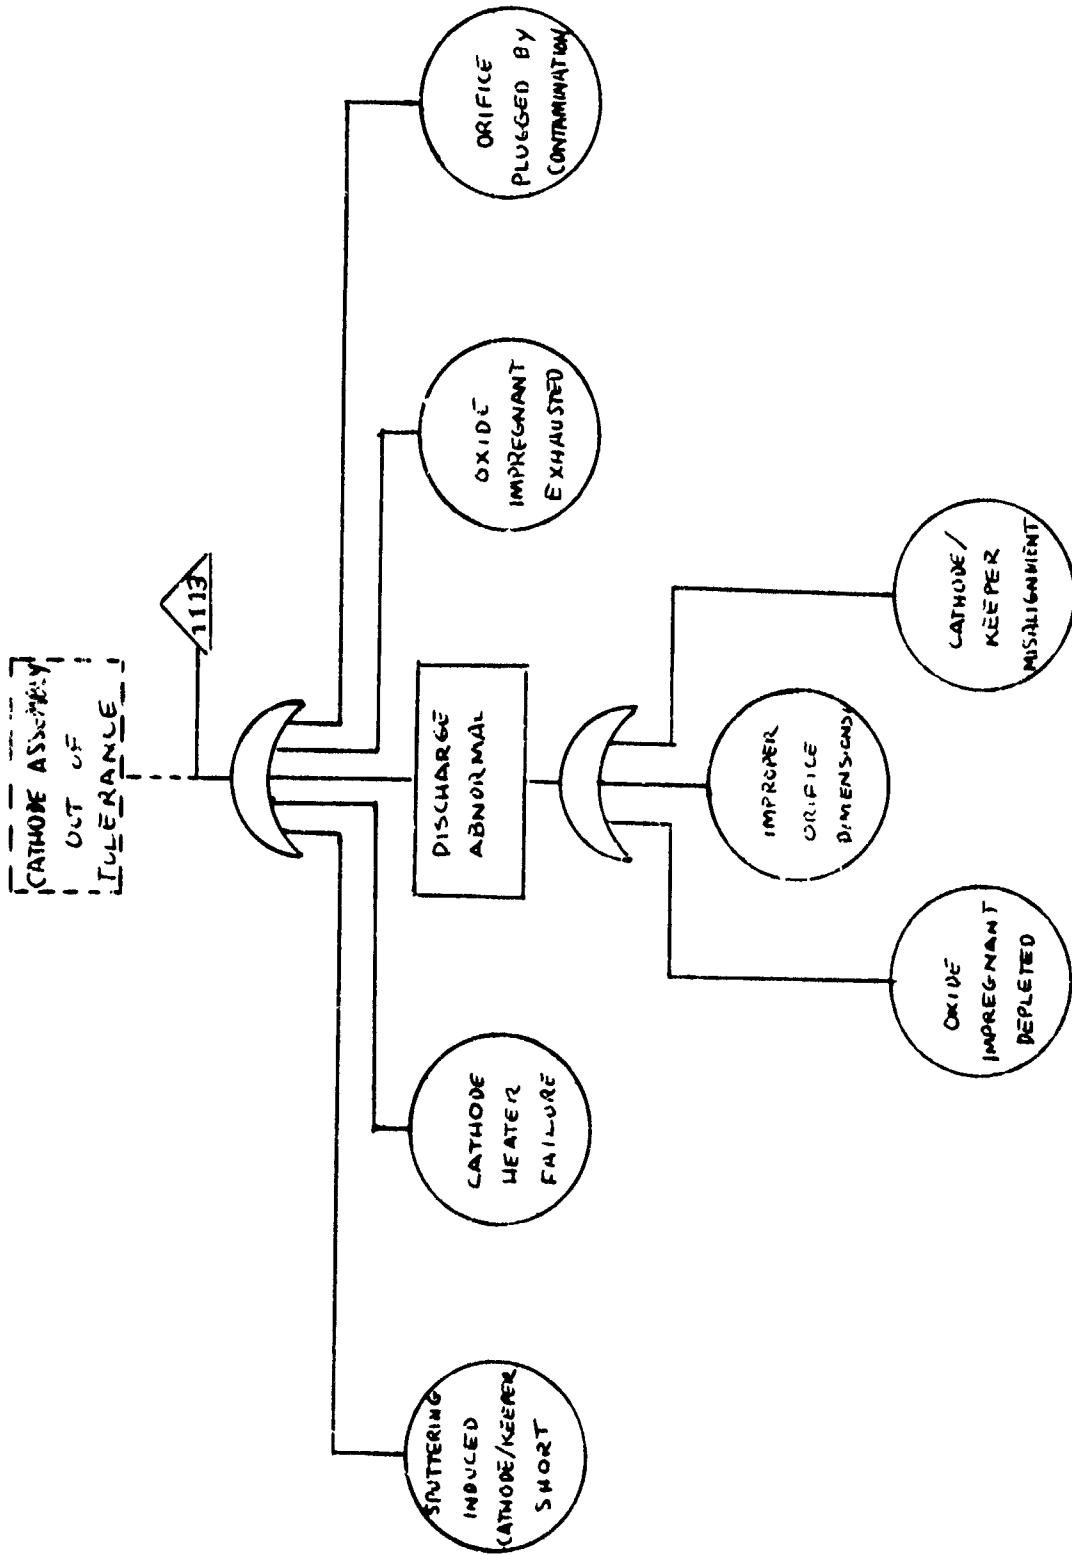 CATHODE ASSEMBLY
OUT OF
TOLERANCE
1113
SPUTTERING
INDUCED
CATHODE/KEEPER
SHORT
CATHODE
HEATER
FAILURE
DISCHARGE
ABNORMAL
OXIDE
IMPREGNANT
EXHAUSTED
ORIFICE
PLUGGED BY
CONTAMINATION
OXIDE
IMPREGNANT
DEPLETED
IMPROPER
ORIFICE
DIMENSIONS
CATHODE/
KEEPER
MISALIGNMENT